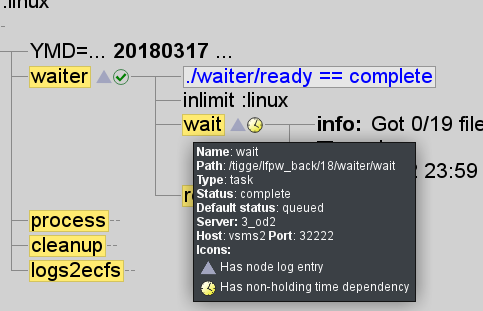 :linux
YMD=... 20180317 ...
waiter
./waiter/ready == complete
inlimit :linux
wait
info: Got 0/19 file
23:59
Name: wait
Path: /tigge/lfpw_back/18/waiter/wait
Type: task
Status: complete
Default status: queued
Server: 3_od2
Host: vsms2 Port: 32222
Icons:
Has node log entry
Has non-holding time dependency
process
cleanup
logs2ecfs